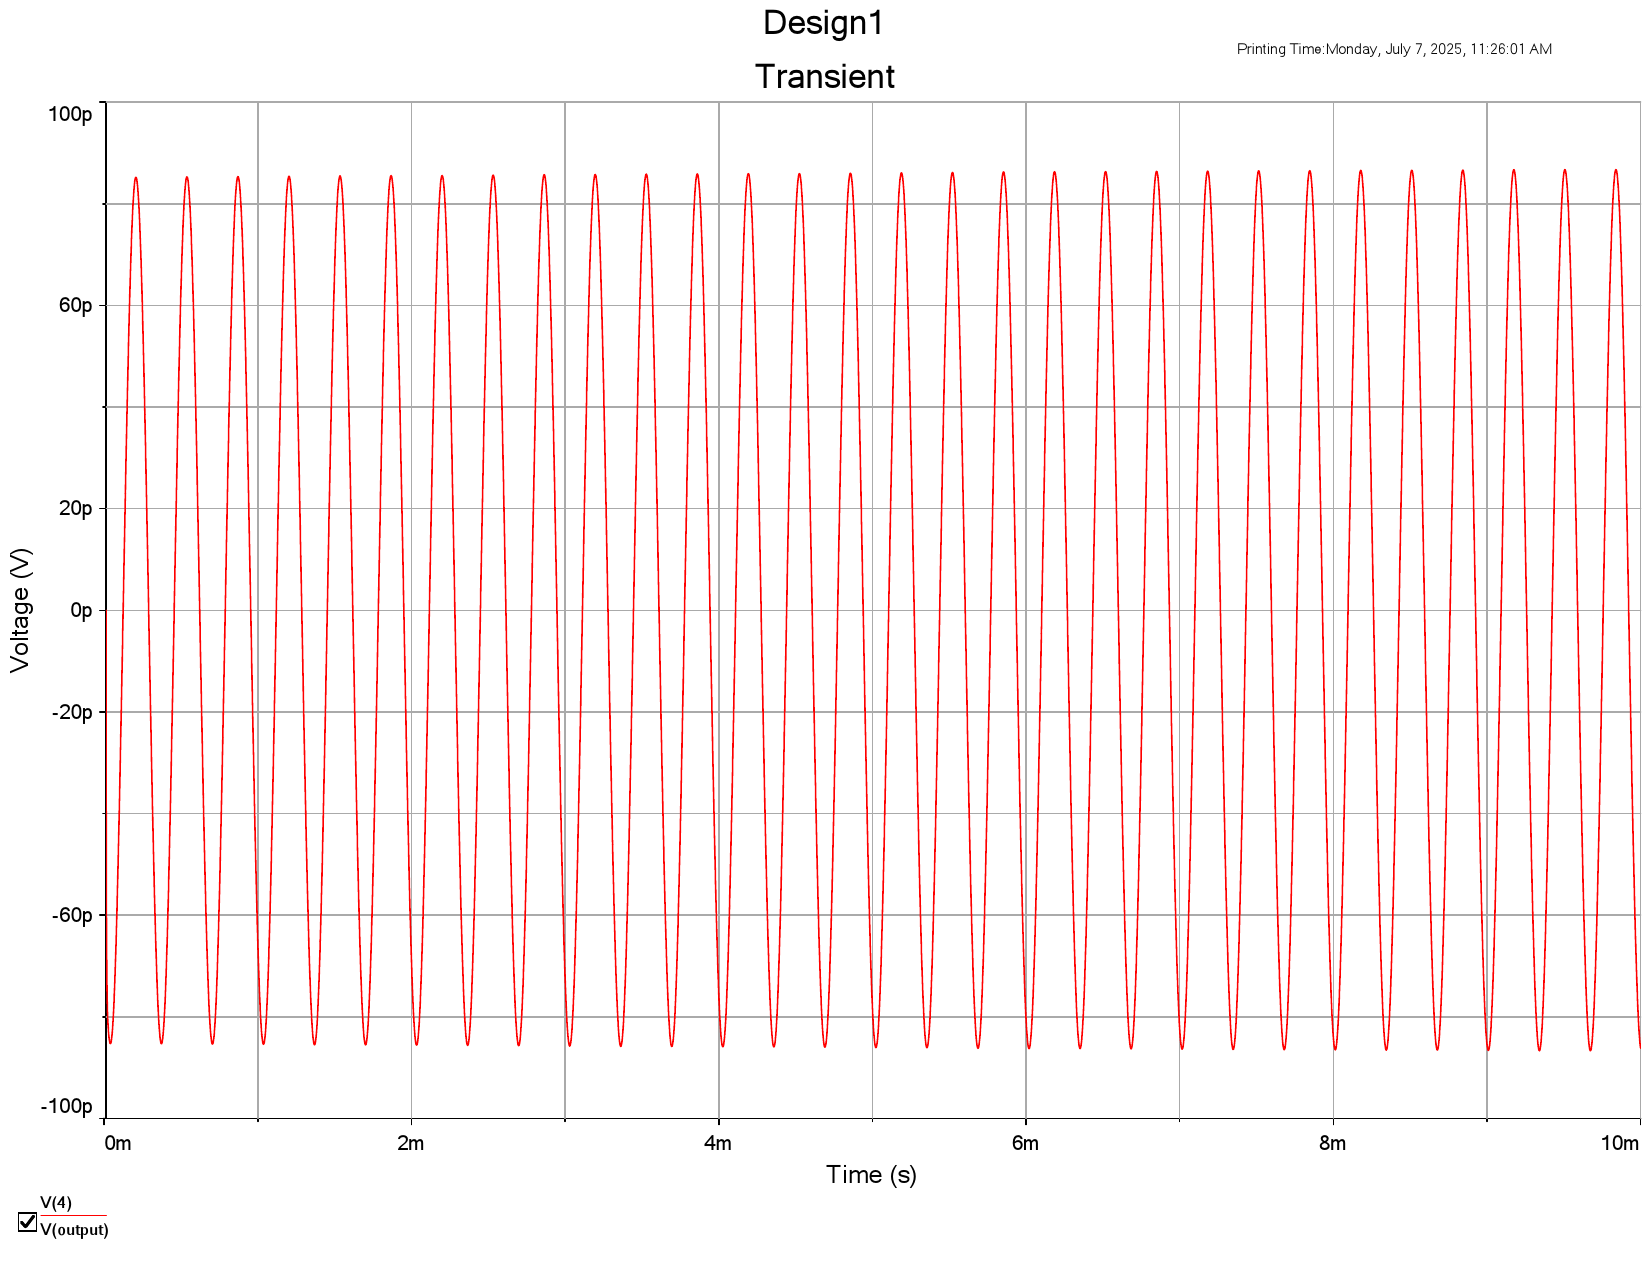 Design1
Printing Time:Monday, July 7, 2025, 11:26:01 AM
Transient
100p
60p
20p
0p
-20p
-60p
-100p
Voltage (V)
0m
2m
4m
6m
8m
10m
Time (s)
V(4)
V(output)